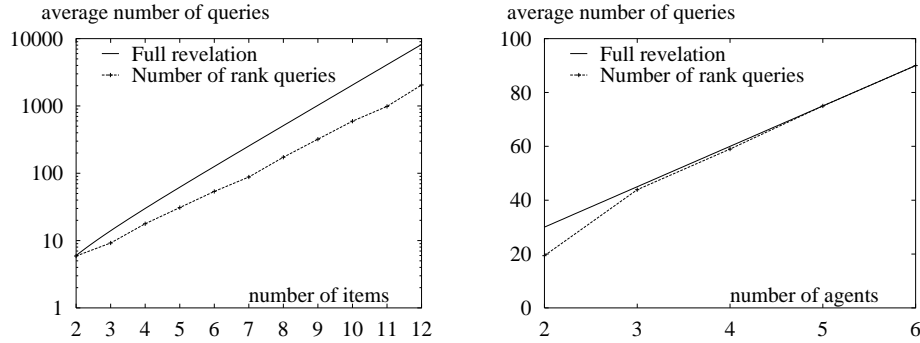 average number of queries
10000
1000
100
10
1
Full revelation
Number of rank queries
number of items
2 3 4 5 6 7 8 9 10 11 12
average number of queries
100
80
60
40
20
0
Full revelation
Number of rank queries
number of agents
2 3 4 5 6